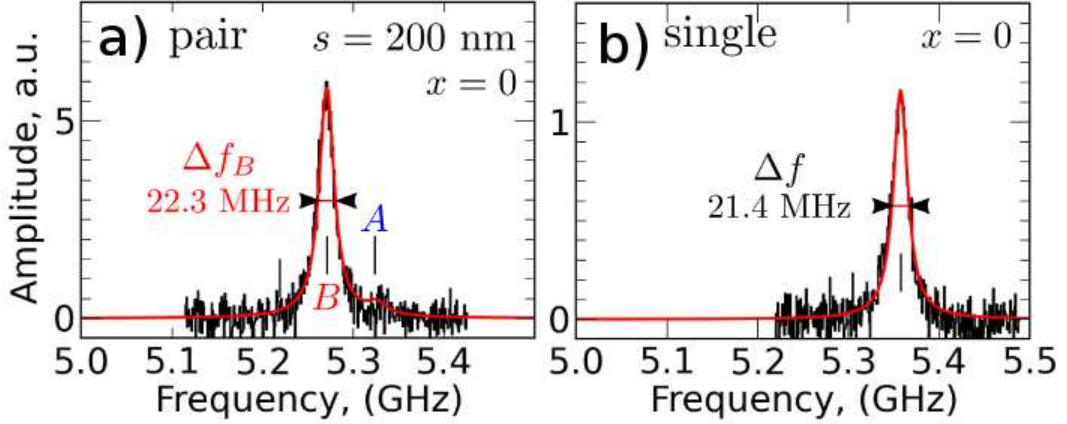 a) pair
s = 200 nm
x = 0
Δf_B
22.3 MHz
A
B
5
0
Amplitude, a.u.
5.0 5.1 5.2 5.3 5.4
Frequency, (GHz)
b) single
x = 0
Δf
21.4 MHz
1
0
5.0 5.1 5.2 5.3 5.4 5.5
Frequency, (GHz)